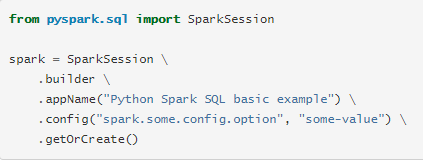 from pyspark.sql import SparkSession

spark = SparkSession \
    .builder \
    .appName("Python Spark SQL basic example") \
    .config("spark.some.config.option", "some-value") \
    .getOrCreate()